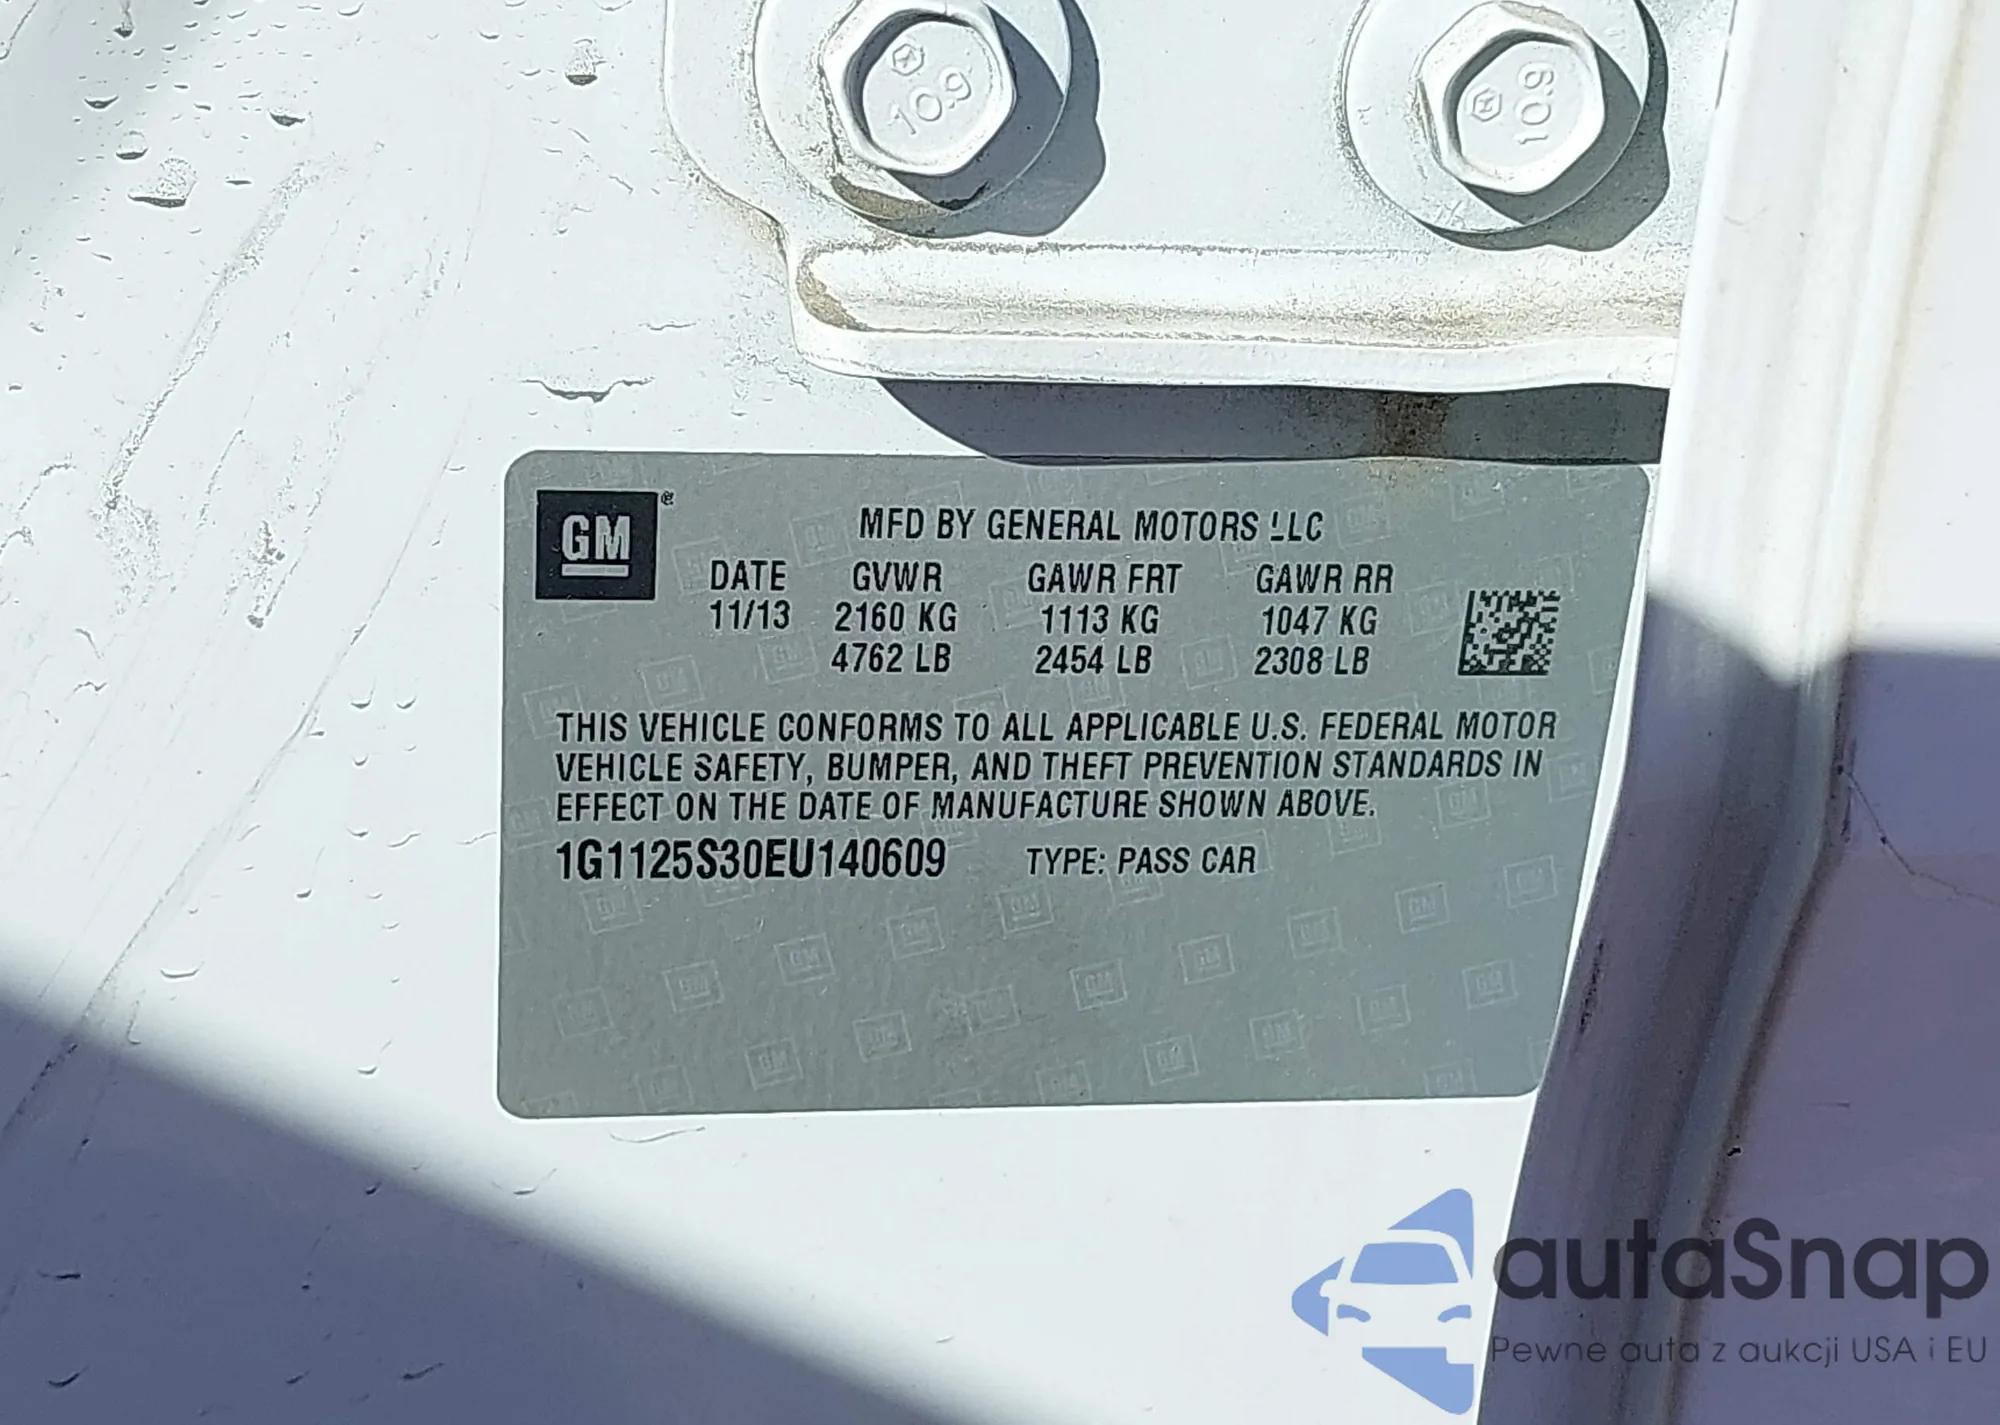 10.9
10.9
GM ®
MFD BY GENERAL MOTORS LLC
DATE GVWR GAWR FRT GAWR RR
11/13 2160 KG 1113 KG 1047 KG
4762 LB 2454 LB 2308 LB
THIS VEHICLE CONFORMS TO ALL APPLICABLE U.S. FEDERAL MOTOR
VEHICLE SAFETY, BUMPER, AND THEFT PREVENTION STANDARDS IN
EFFECT ON THE DATE OF MANUFACTURE SHOWN ABOVE.
1G1125S30EU140609 TYPE: PASS CAR
autaSnap
Pewne auta z aukcji USA i EU